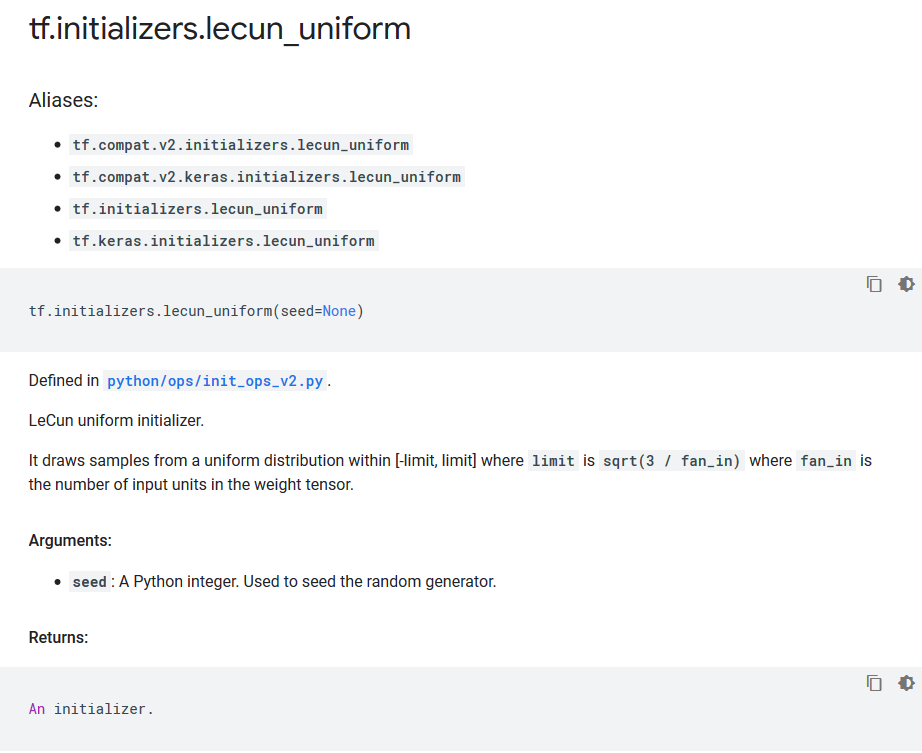 tf.initializers.lecun_uniform
Aliases:
• tf.compat.v2.initializers.lecun_uniform
• tf.compat.v2.keras.initializers.lecun_uniform
• tf.initializers.lecun_uniform
• tf.keras.initializers.lecun_uniform
tf.initializers.lecun_uniform(seed=None)
Defined in python/ops/init_ops_v2.py.
LeCun uniform initializer.
It draws samples from a uniform distribution within [-limit, limit] where limit is sqrt(3 / fan_in) where fan_in is
the number of input units in the weight tensor.
Arguments:
• seed: A Python integer. Used to seed the random generator.
Returns:
An initializer.